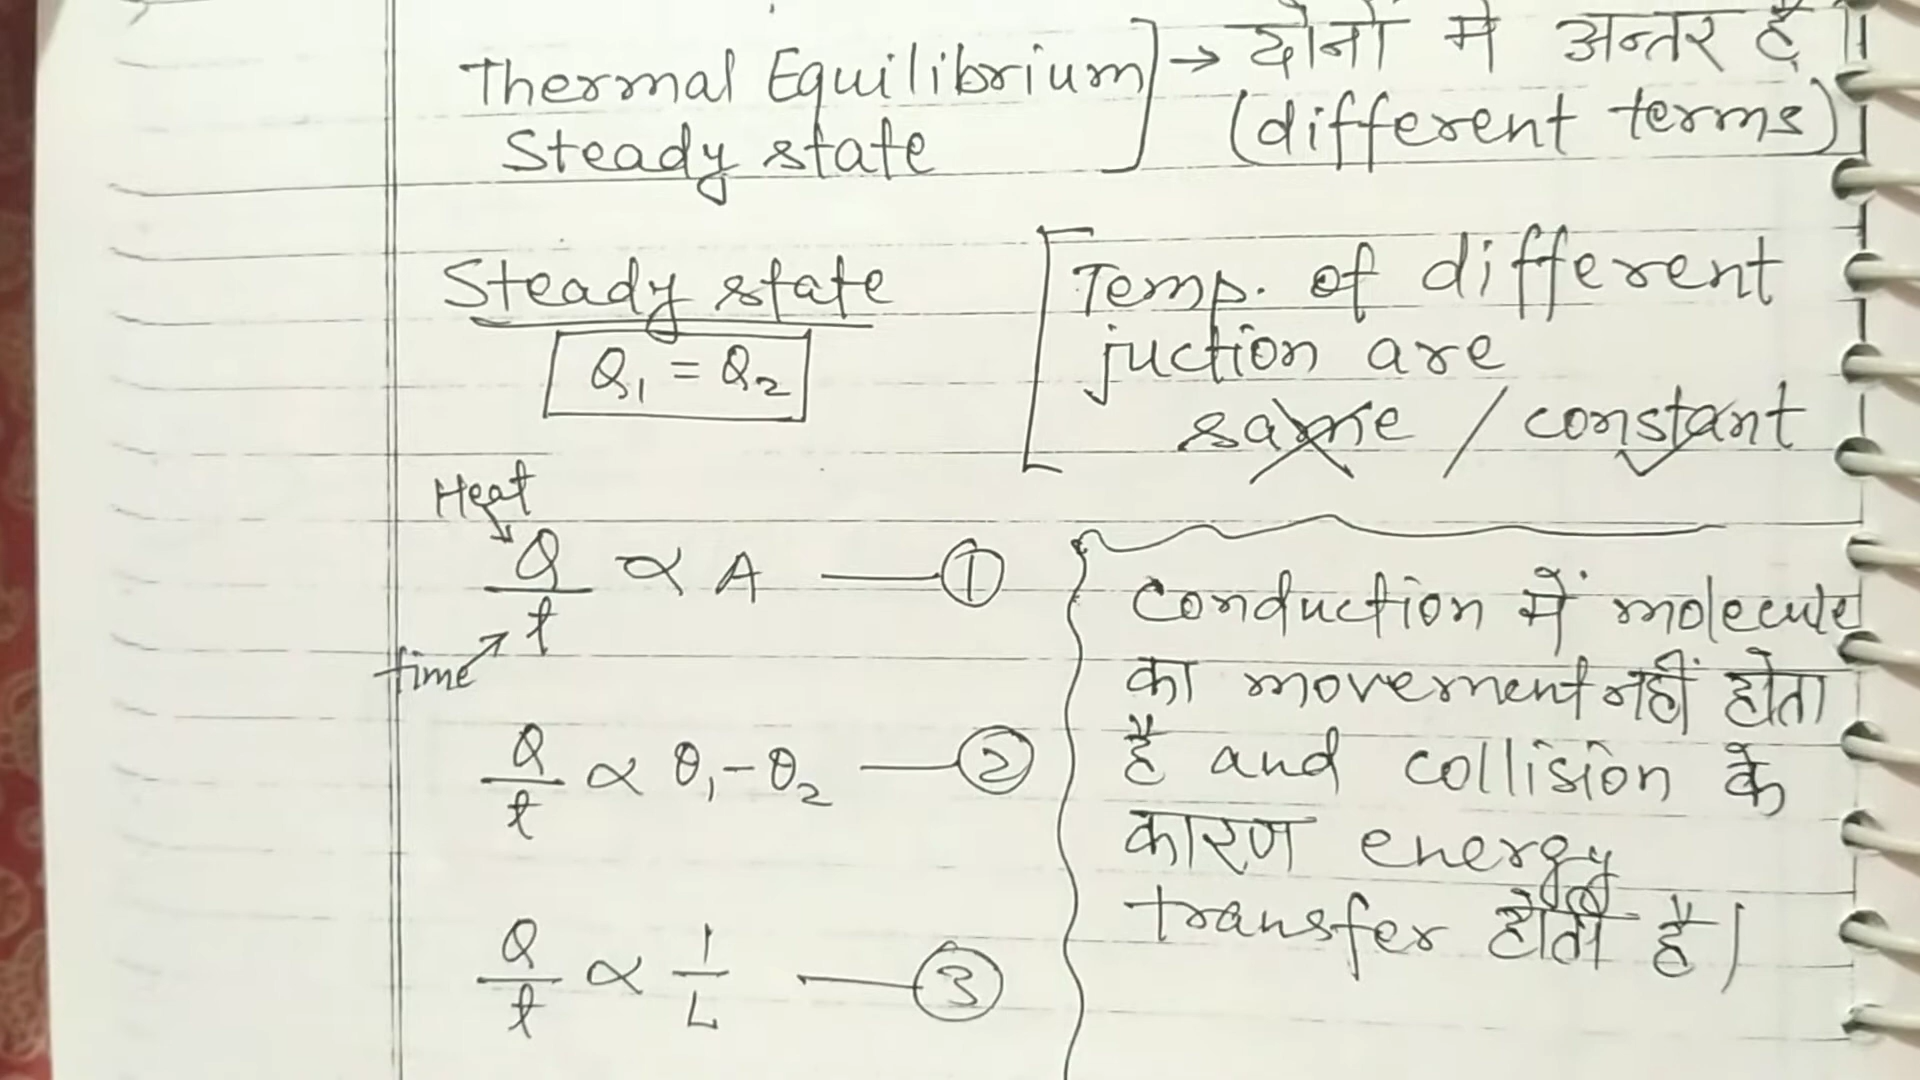 Thermal Equilibrium ] → दोनों में अन्तर है ।
Steady state (different terms)
Steady state
Q₁ = Q₂
[ Temp. of different
juction are
same / constant
Heat
Q/t ∝ A —— ①
time
Q/t ∝ θ₁-θ₂ —— ②
Q/t ∝ 1/L —— ③
Conduction में molecule
का movement नहीं होता
है and collision के
कारण energy
transfer होती है।